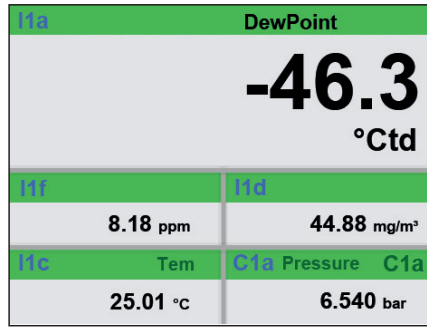 I1a DewPoint
-46.3
°Ctd
I1f I1d
8.18 ppm 44.88 mg/m³
I1c Tem C1a Pressure C1a
25.01 °C 6.540 bar